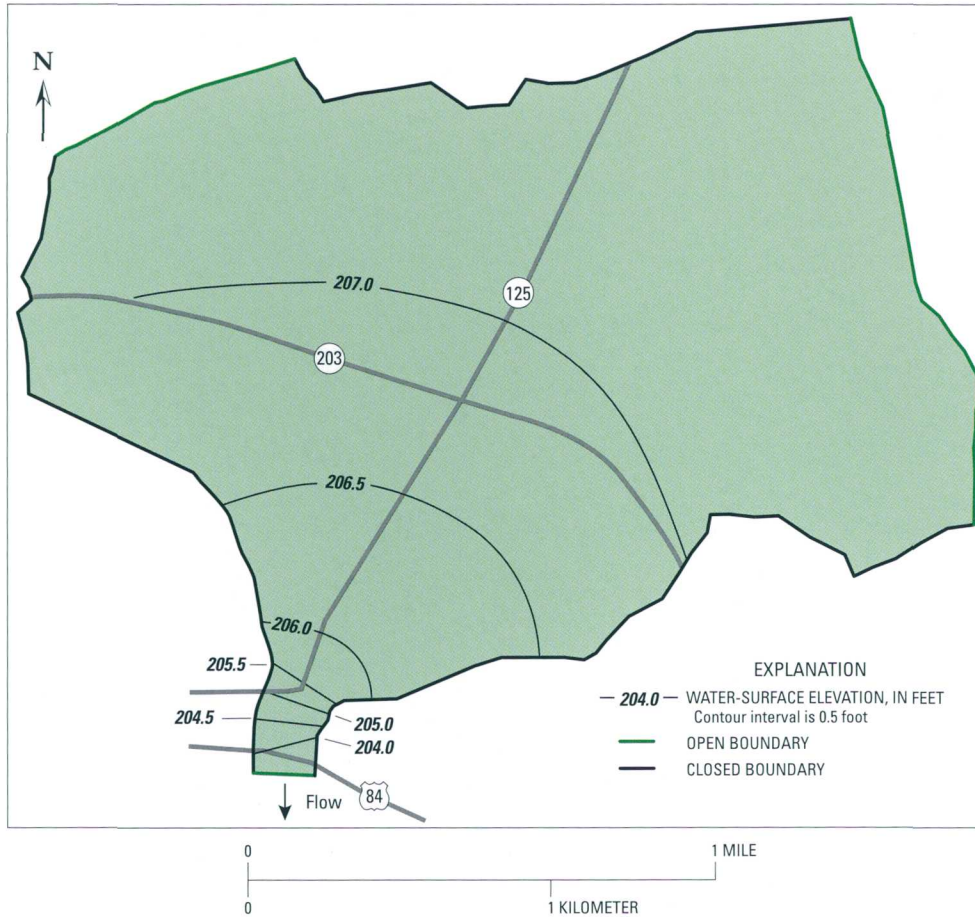 N
207.0
125
203
206.5
206.0
205.5
204.5
205.0
204.0
Flow
84
EXPLANATION
204.0 WATER-SURFACE ELEVATION, IN FEET
Contour interval is 0.5 foot
OPEN BOUNDARY
CLOSED BOUNDARY
0 1 MILE
0 1 KILOMETER